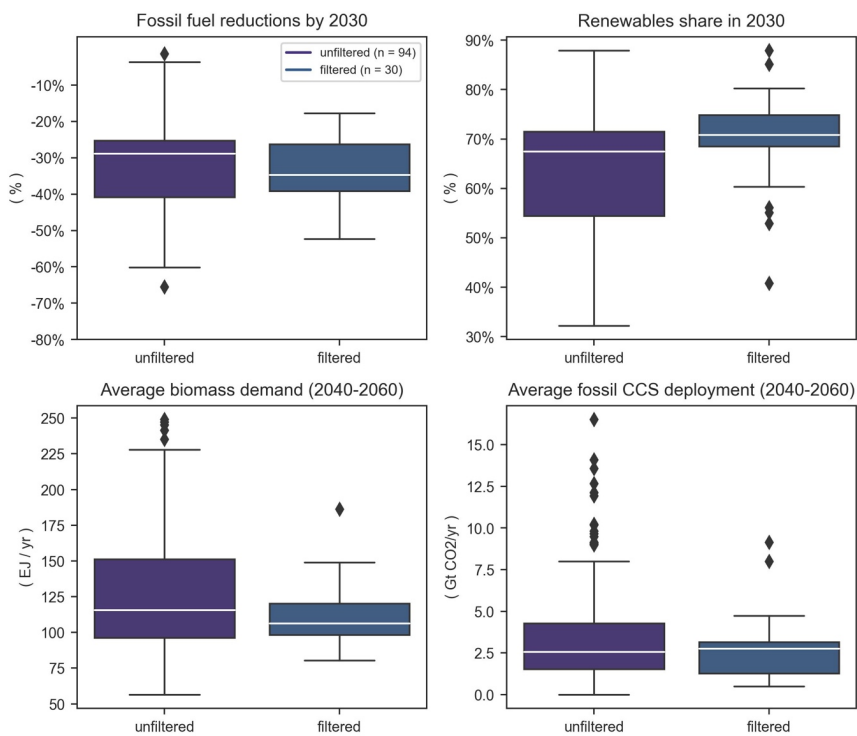 Fossil fuel reductions by 2030
unfiltered (n = 94)
filtered (n = 30)
-10%
-20%
-30%
-40%
-50%
-60%
-70%
-80%
( % )
unfiltered
filtered
Renewables share in 2030
90%
80%
70%
60%
50%
40%
30%
( % )
unfiltered
filtered
Average biomass demand (2040-2060)
250
225
200
175
150
125
100
75
50
( EJ / yr )
unfiltered
filtered
Average fossil CCS deployment (2040-2060)
15.0
12.5
10.0
7.5
5.0
2.5
0.0
( Gt CO2/yr )
unfiltered
filtered